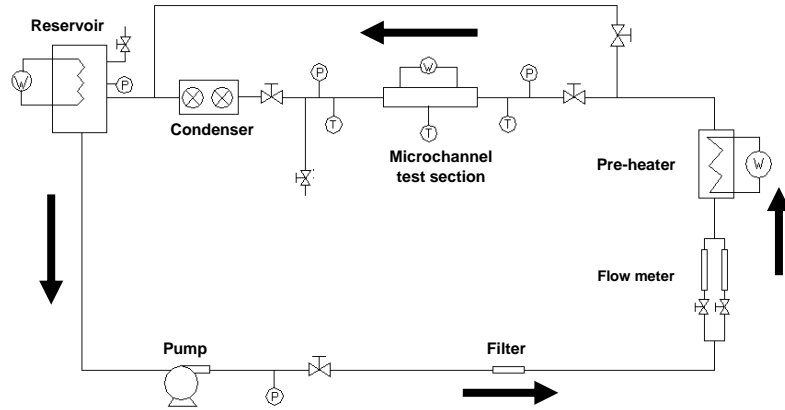 Reservoir
P
W
P
P
W
Condenser
T
T
T
Microchannel
test section
Pre-heater
W
Flow meter
Pump
Filter
P